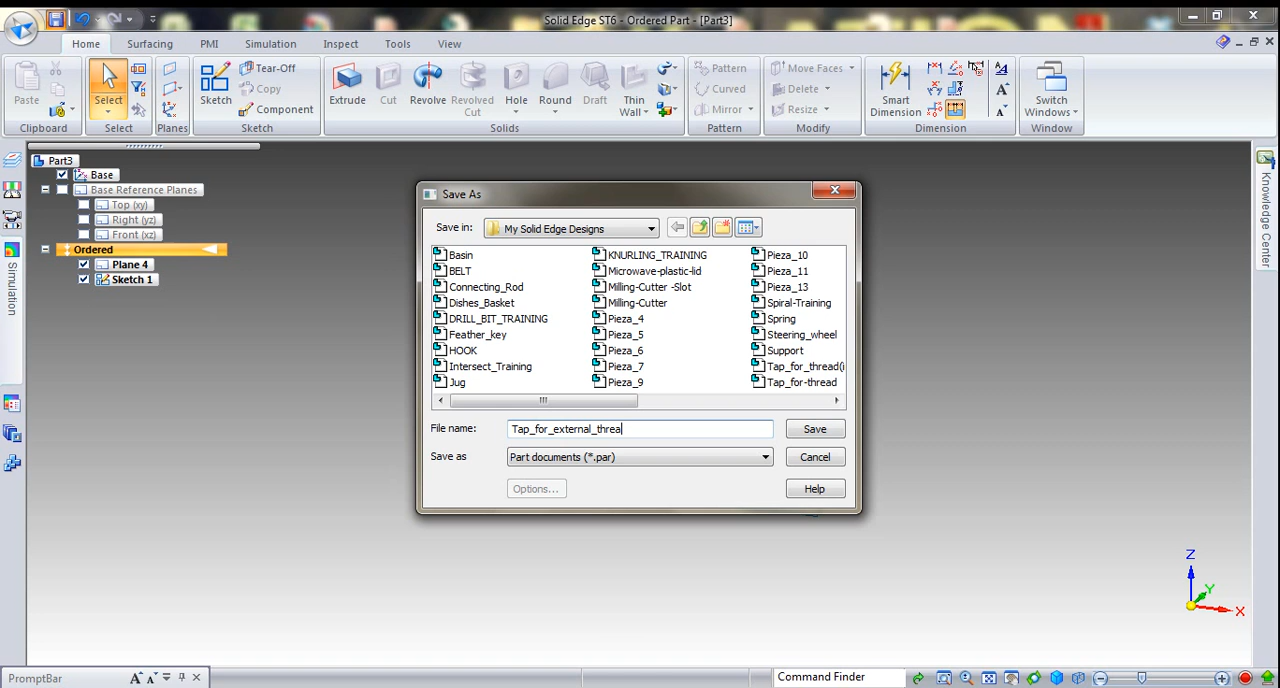 Solid Edge ST6 - Ordered Part - [Part3]
Home Surfacing PMI Simulation Inspect Tools View
Paste Select Sketch Tear-Off Copy Component Extrude Cut Revolve Revolved Cut Hole Round Draft Thin Wall Pattern Curved Mirror Move Faces Delete Resize Smart Dimension Switch Windows
Clipboard Select Planes Sketch Solids Pattern Modify Dimension Window
Part3
Base
Base Reference Planes
Top (xy)
Right (yz)
Front (xz)
Ordered
Plane 4
Sketch 1
Simulation
Knowledge Center
Save As
Save in: My Solid Edge Designs
Basin KNURLING_TRAINING Pieza_10
BELT Microwave-plastic-lid Pieza_11
Connecting_Rod Milling-Cutter -Slot Pieza_13
Dishes_Basket Milling-Cutter Spiral-Training
DRILL_BIT_TRAINING Pieza_4 Spring
Feather_key Pieza_5 Steering_wheel
HOOK Pieza_6 Support
Intersect_Training Pieza_7 Tap_for_thread(i
Jug Pieza_9 Tap_for-thread
File name: Tap_for_external_threa Save
Save as Part documents (*.par) Cancel
Options... Help
Z
Y
X
PromptBar Command Finder